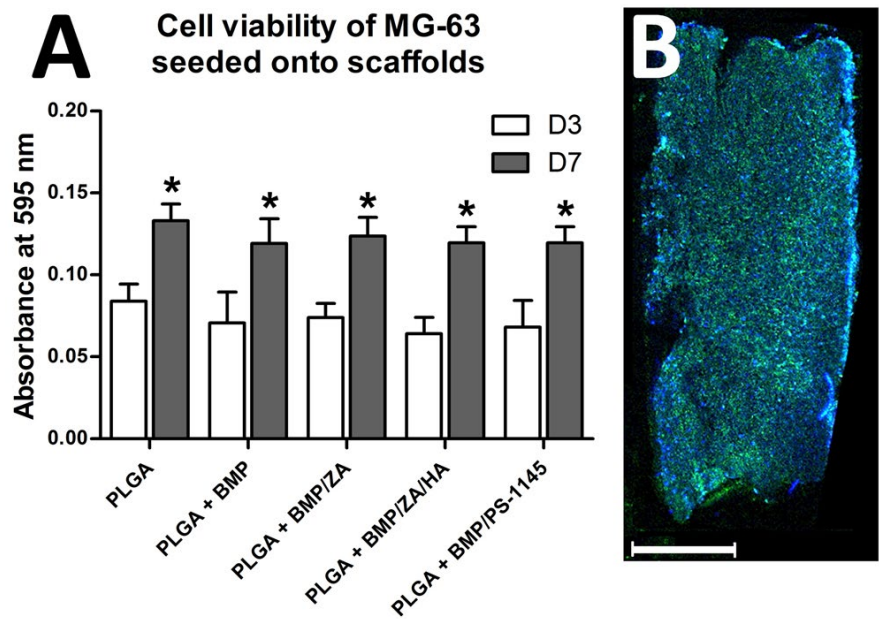 A
Cell viability of MG-63
seeded onto scaffolds
B
Absorbance at 595 nm
0.20
0.15
0.10
0.05
0.00
D3
D7
*
*
*
*
*
PLGA
PLGA + BMP
PLGA + BMP/ZA
PLGA + BMP/ZA/HA
PLGA + BMP/PS-1145